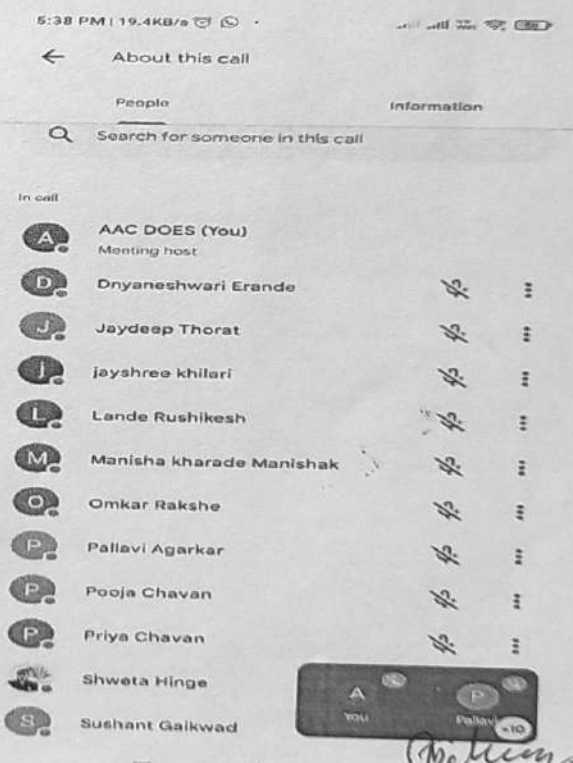 5:38 PM | 19.4KB/s
About this call
People Information
Search for someone in this call
In call
A AAC DOES (You)
Meeting host
D Dnyaneshwari Erande
J Jaydeep Thorat
j jayshree khilari
L Lande Rushikesh
M Manisha kharade Manishak
O Omkar Rakshe
P Pallavi Agarkar
P Pooja Chavan
P Priya Chavan
Shweta Hinge
S Sushant Gaikwad
A P
You Pallavi +10